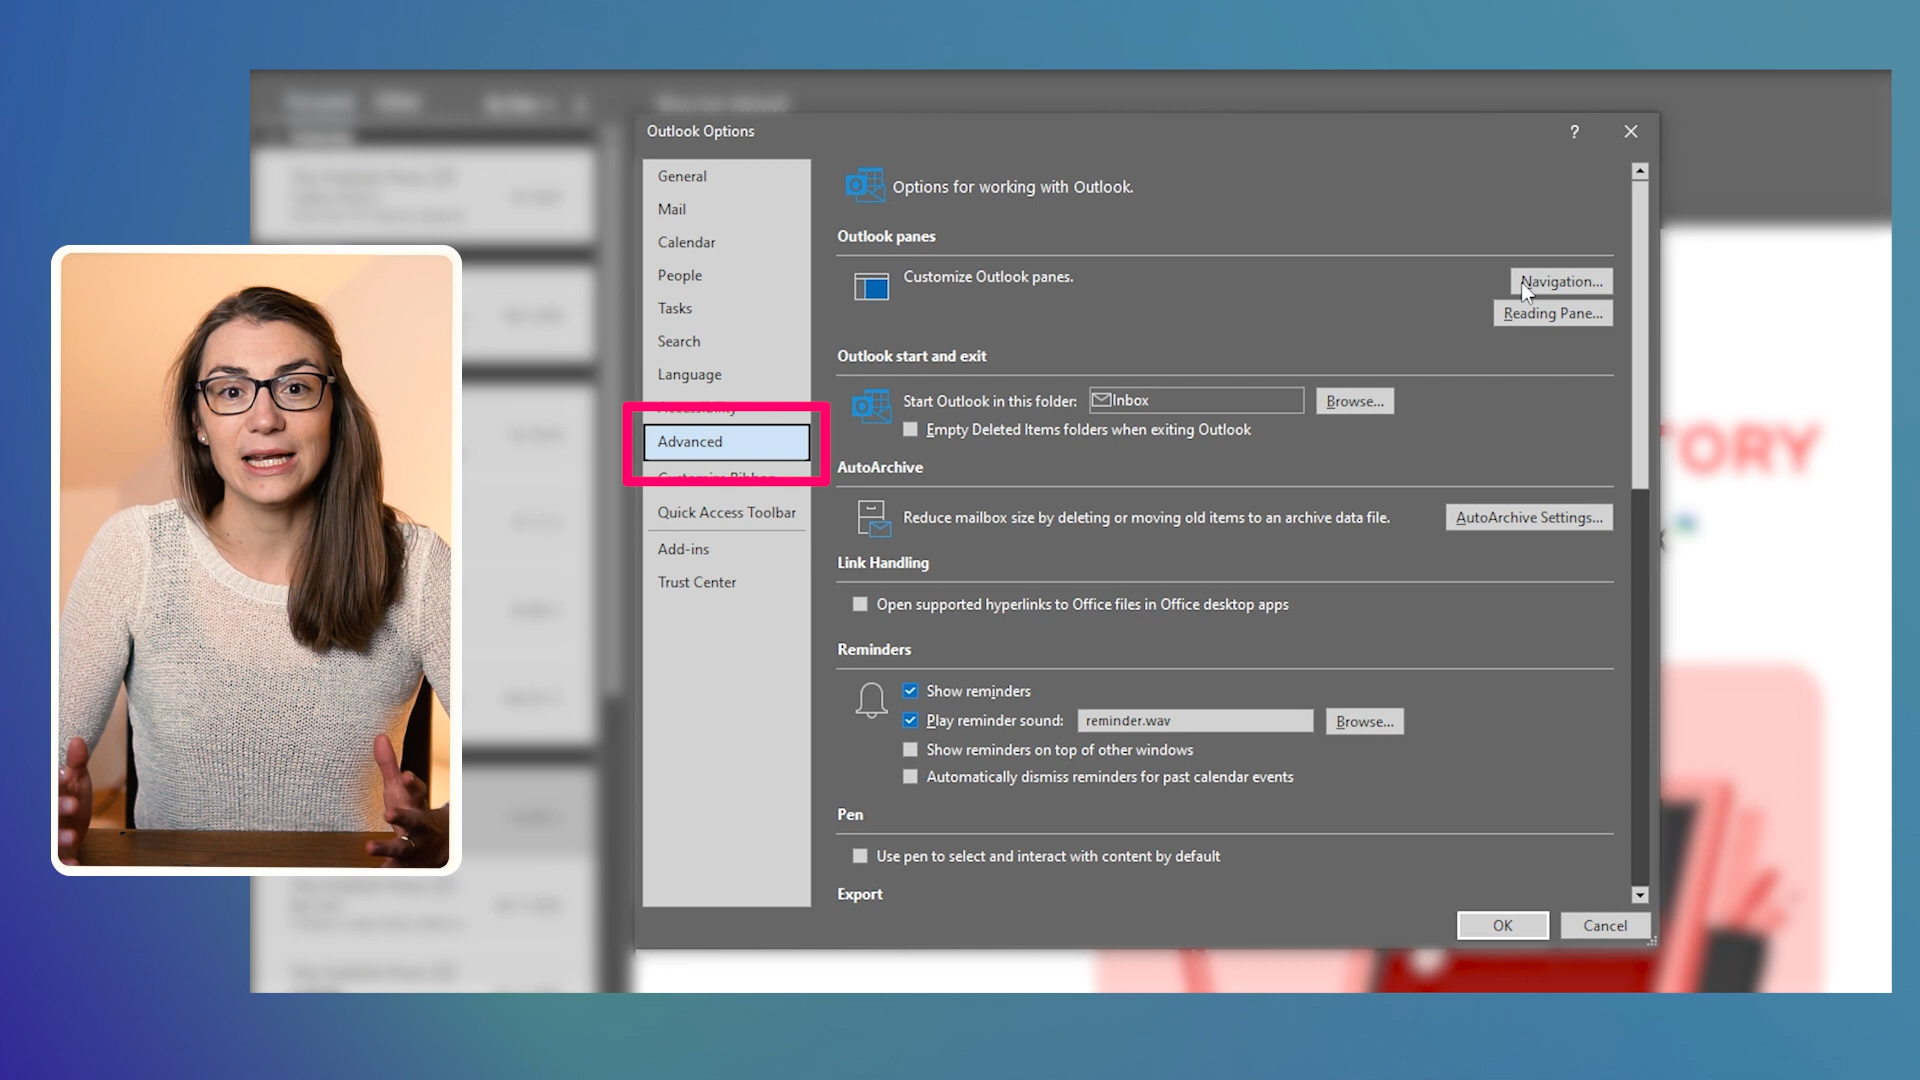 Outlook Options
?
General
Mail
Calendar
People
Tasks
Search
Language
Advanced
Quick Access Toolbar
Add-ins
Trust Center
Options for working with Outlook.
Outlook panes
Customize Outlook panes.
Navigation...
Reading Pane...
Outlook start and exit
Start Outlook in this folder:
Inbox
Browse...
Empty Deleted Items folders when exiting Outlook
AutoArchive
Reduce mailbox size by deleting or moving old items to an archive data file.
AutoArchive Settings...
Link Handling
Open supported hyperlinks to Office files in Office desktop apps
Reminders
Show reminders
Play reminder sound:
reminder.wav
Browse...
Show reminders on top of other windows
Automatically dismiss reminders for past calendar events
Pen
Use pen to select and interact with content by default
Export
OK
Cancel
TORY